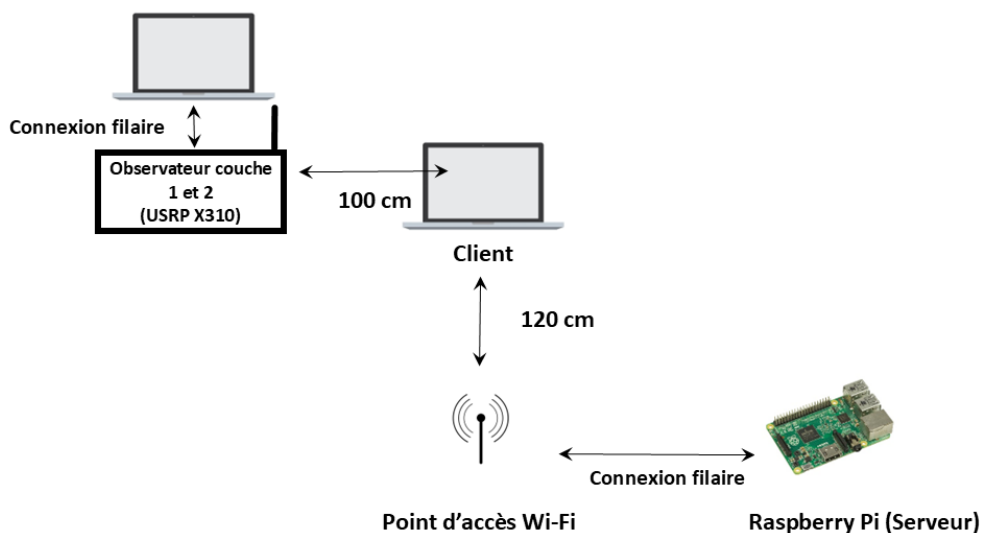 Connexion filaire
Observateur couche
1 et 2
(USRP X310)
100 cm
Client
120 cm
Connexion filaire
Point d’accès Wi-Fi
Raspberry Pi (Serveur)